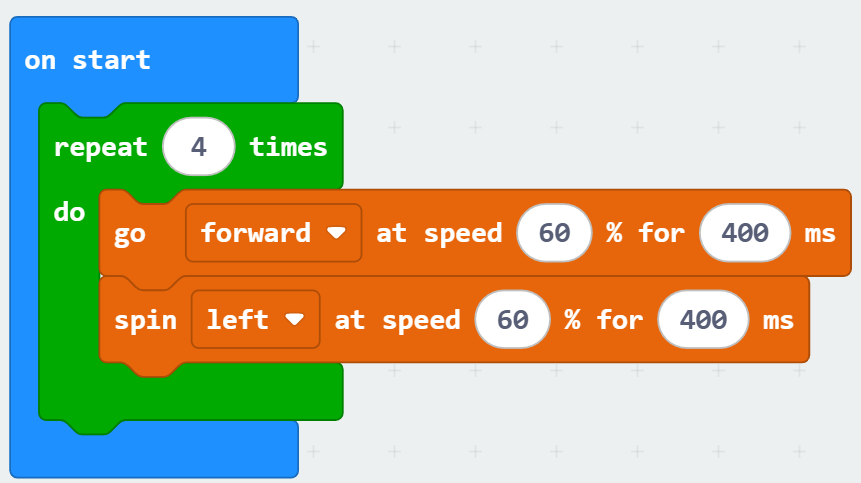 on start
repeat 4 times
do
go forward at speed 60 % for 400 ms
spin left at speed 60 % for 400 ms